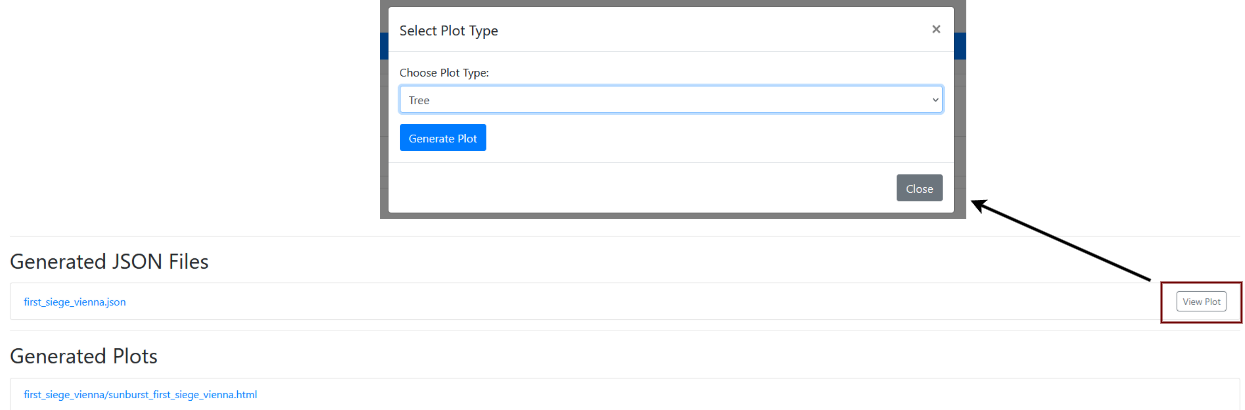 Select Plot Type
×
Choose Plot Type:
Tree
Generate Plot
Close
Generated JSON Files
first_siege_vienna.json
View Plot
Generated Plots
first_siege_vienna/sunburst_first_siege_vienna.html